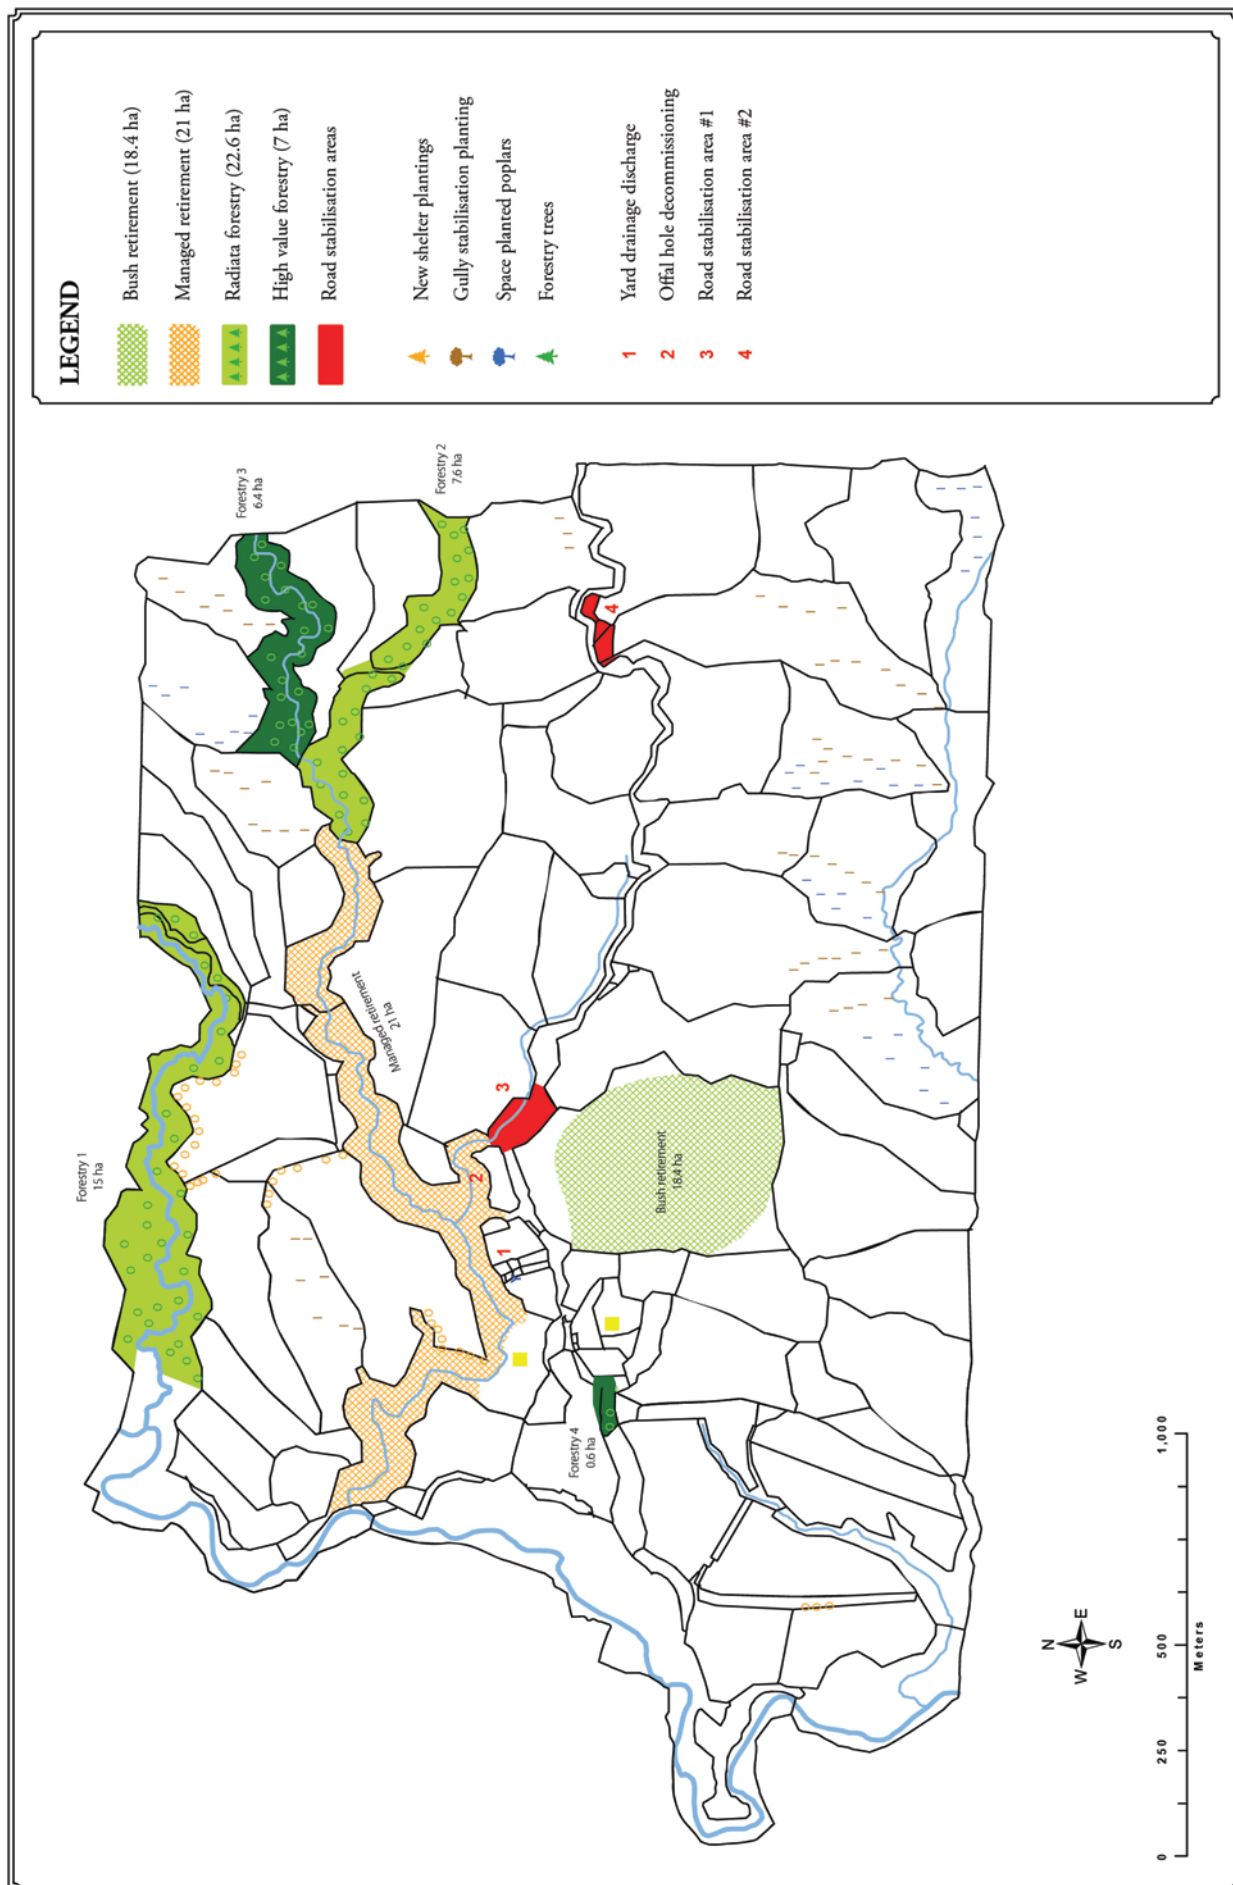 LEGEND
Bush retirement (18.4 ha)
Managed retirement (21 ha)
Radiata forestry (22.6 ha)
High value forestry (7 ha)
Road stabilisation areas
New shelter plantings
Gully stabilisation planting
Space planted poplars
Forestry trees
1 Yard drainage discharge
2 Offal hole decommissioning
3 Road stabilisation area #1
4 Road stabilisation area #2
Forestry 1
15 ha
Forestry 3
6.4 ha
Forestry 2
7.6 ha
Managed retirement
21 ha
Bush retirement
18.4 ha
Forestry 4
0.6 ha
1
2
3
4
N
W E
S
0 250 500 1,000
Meters